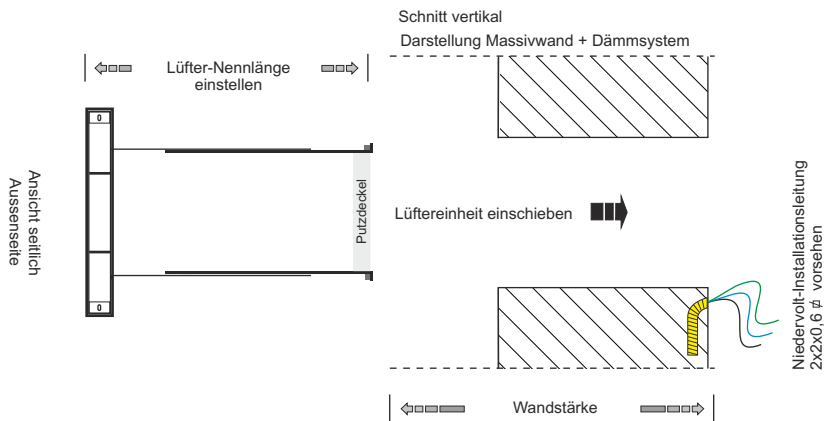 Schnitt vertikal
Darstellung Massivwand + Dämmsystem
Lüfter-Nennlänge
einstellen
0
Ansicht seitlich
Aussenseite
Putzdeckel
Lüftereinheit einschieben
0
Niedervolt-Installationsleitung
2x2x0,6 ⌀ vorsehen
Wandstärke